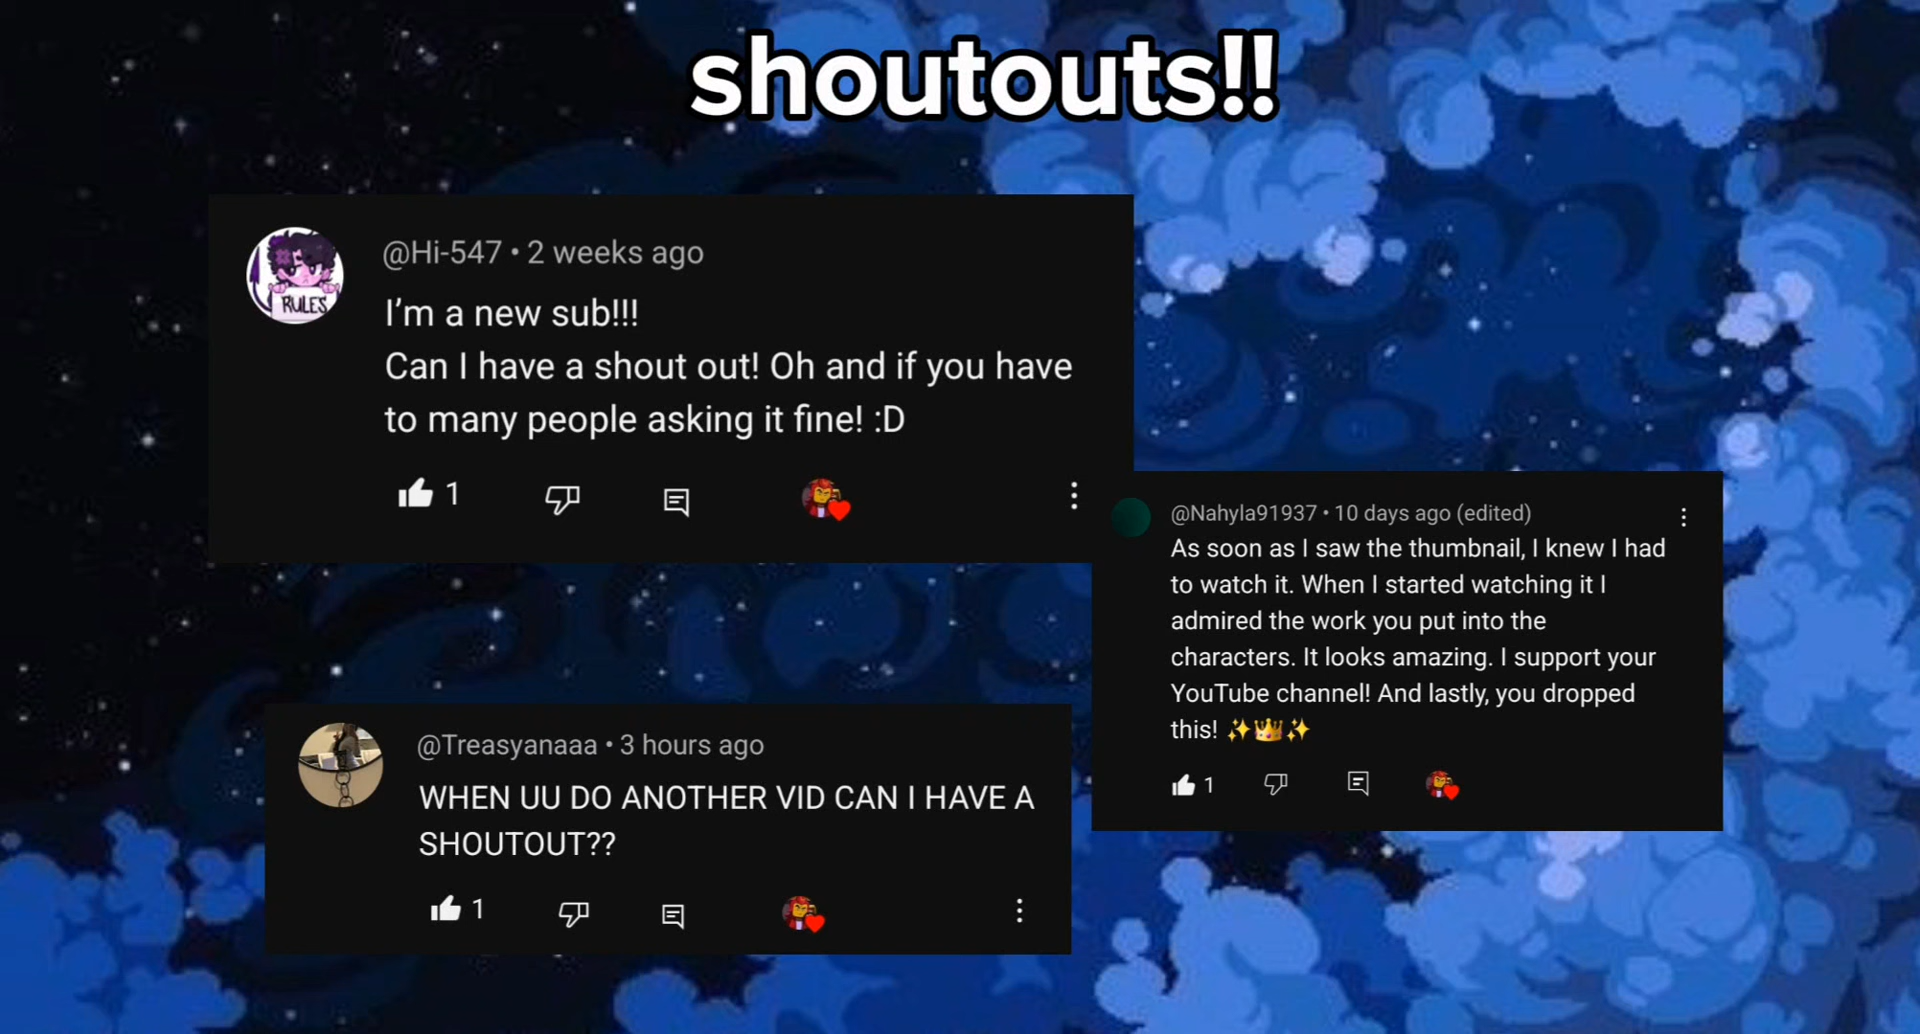 shoutouts!!
RULES
@Hi-547 • 2 weeks ago
I’m a new sub!!!
Can I have a shout out! Oh and if you have
to many people asking it fine! :D
1
@Nahyla91937 • 10 days ago (edited)
As soon as I saw the thumbnail, I knew I had
to watch it. When I started watching it I
admired the work you put into the
characters. It looks amazing. I support your
YouTube channel! And lastly, you dropped
this! ✨👑✨
1
@Treasyanaaa • 3 hours ago
WHEN UU DO ANOTHER VID CAN I HAVE A
SHOUTOUT??
1